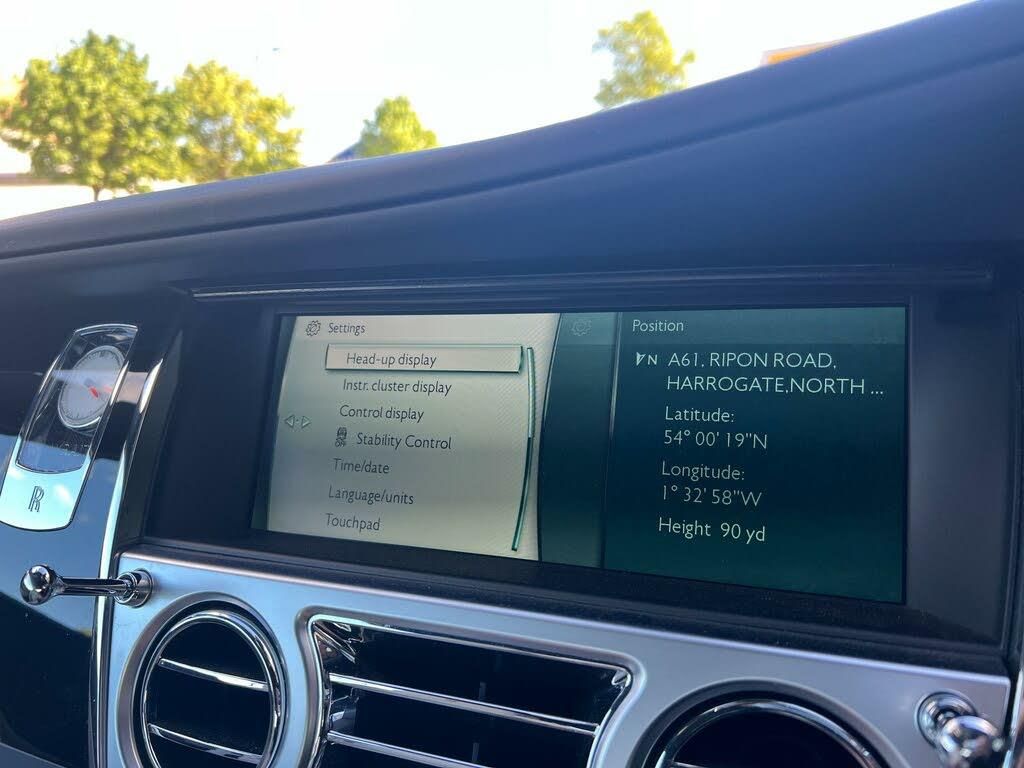 Settings
Head-up display
Instr. cluster display
Control display
Stability Control
Time/date
Language/units
Touchpad
Position
N A61, RIPON ROAD,
HARROGATE,NORTH ...
Latitude:
54° 00' 19"N
Longitude:
1° 32' 58"W
Height 90 yd
RR